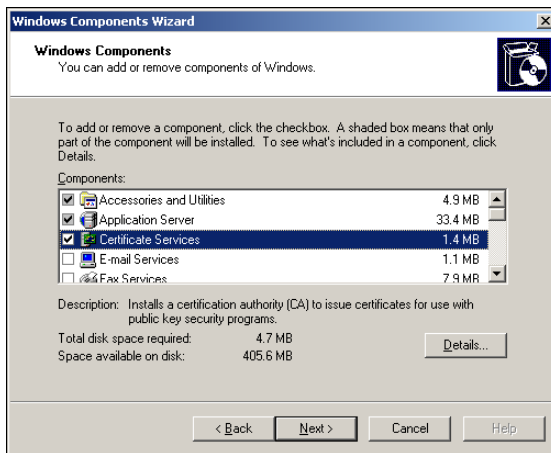 Windows Components Wizard
Windows Components
You can add or remove components of Windows.
To add or remove a component, click the checkbox. A shaded box means that only
part of the component will be installed. To see what's included in a component, click
Details.
Components:
Accessories and Utilities 4.9 MB
Application Server 33.4 MB
Certificate Services 1.4 MB
E-mail Services 1.1 MB
Fax Services 7.9 MB
Description: Installs a certification authority (CA) to issue certificates for use with
public key security programs.
Total disk space required: 4.7 MB
Space available on disk: 405.6 MB
Details...
< Back Next > Cancel Help